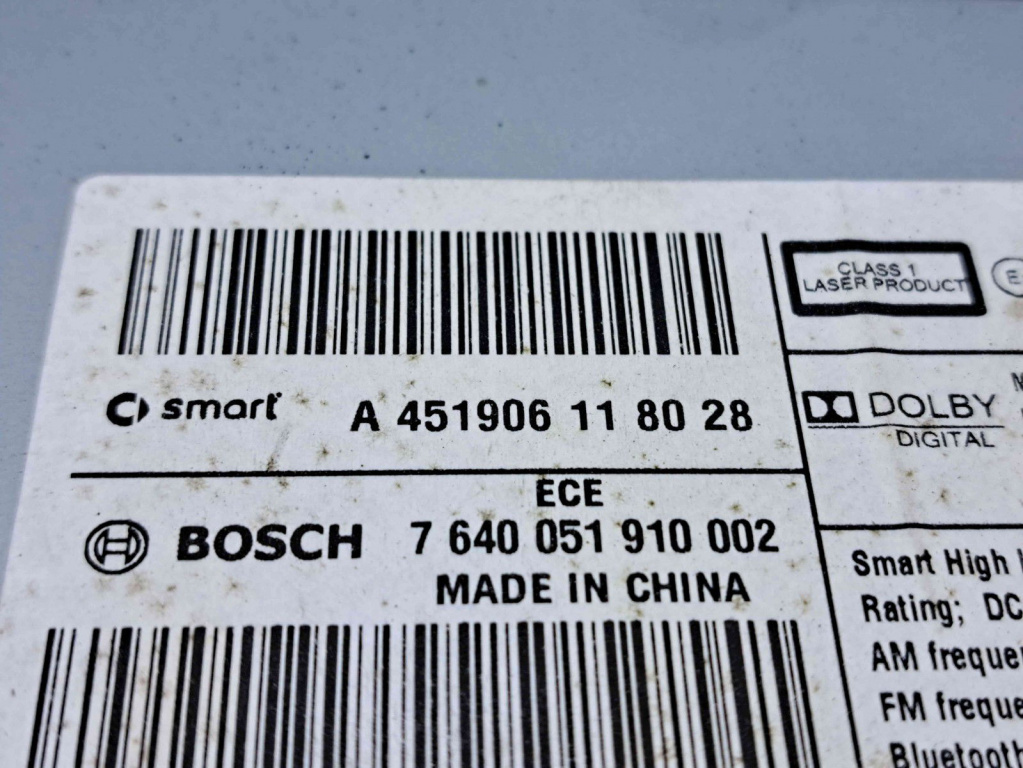 CLASS 1
LASER PRODUCT
E
smart A 451906 11 80 28
DOLBY
DIGITAL
ECE
BOSCH 7 640 051 910 002
MADE IN CHINA
Smart High
Rating; DC
AM freque
FM freque
Bluetooth